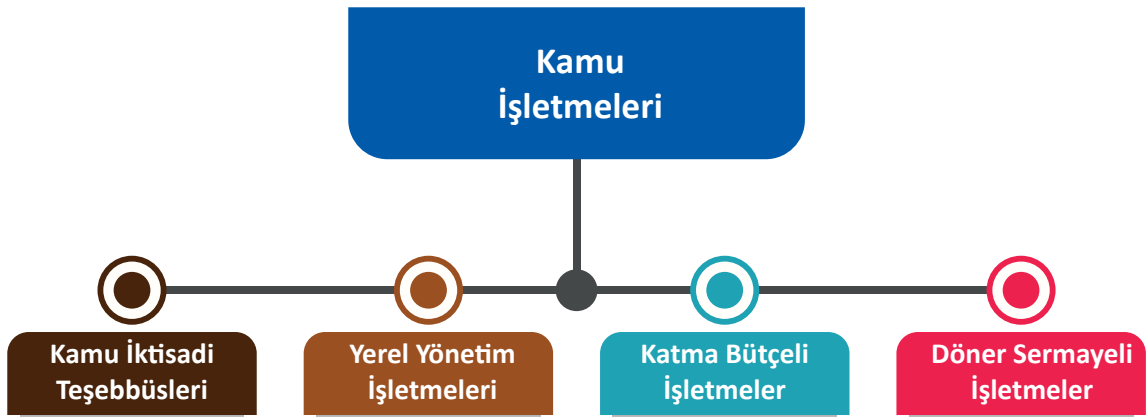 Kamu
İşletmeleri
Kamu İktisadi
Teşebbüsleri
Yerel Yönetim
İşletmeleri
Katma Bütçeli
İşletmeler
Döner Sermayeli
İşletmeler